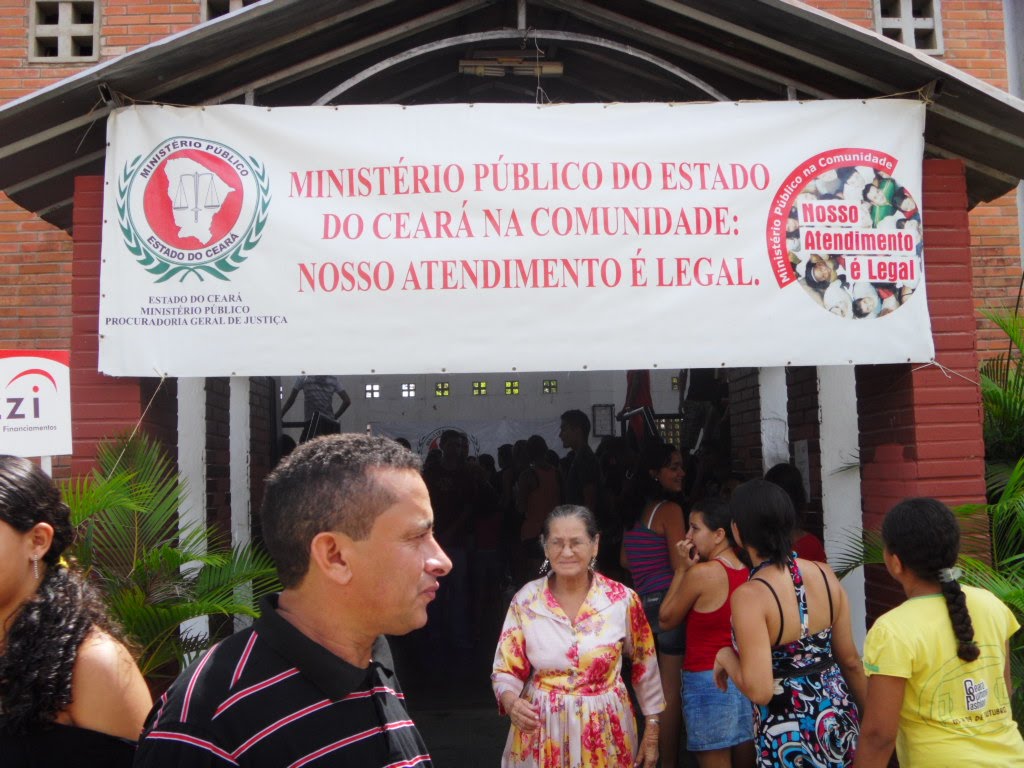 MINISTÉRIO PÚBLICO
ESTADO DO CEARÁ
ESTADO DO CEARÁ
MINISTÉRIO PÚBLICO
PROCURADORIA GERAL DE JUSTIÇA
MINISTÉRIO PÚBLICO DO ESTADO
DO CEARÁ NA COMUNIDADE:
NOSSO ATENDIMENTO É LEGAL.
Ministério Público na Comunidade
Nosso
Atendimento
é Legal
zzi
Financiamentos